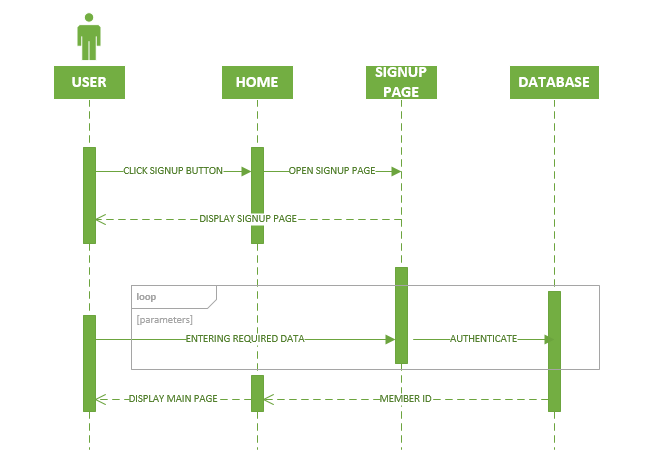 USER
HOME
SIGNUP
PAGE
DATABASE
CLICK SIGNUP BUTTON
OPEN SIGNUP PAGE
DISPLAY SIGNUP PAGE
loop
[parameters]
ENTERING REQUIRED DATA
AUTHENTICATE
DISPLAY MAIN PAGE
MEMBER ID